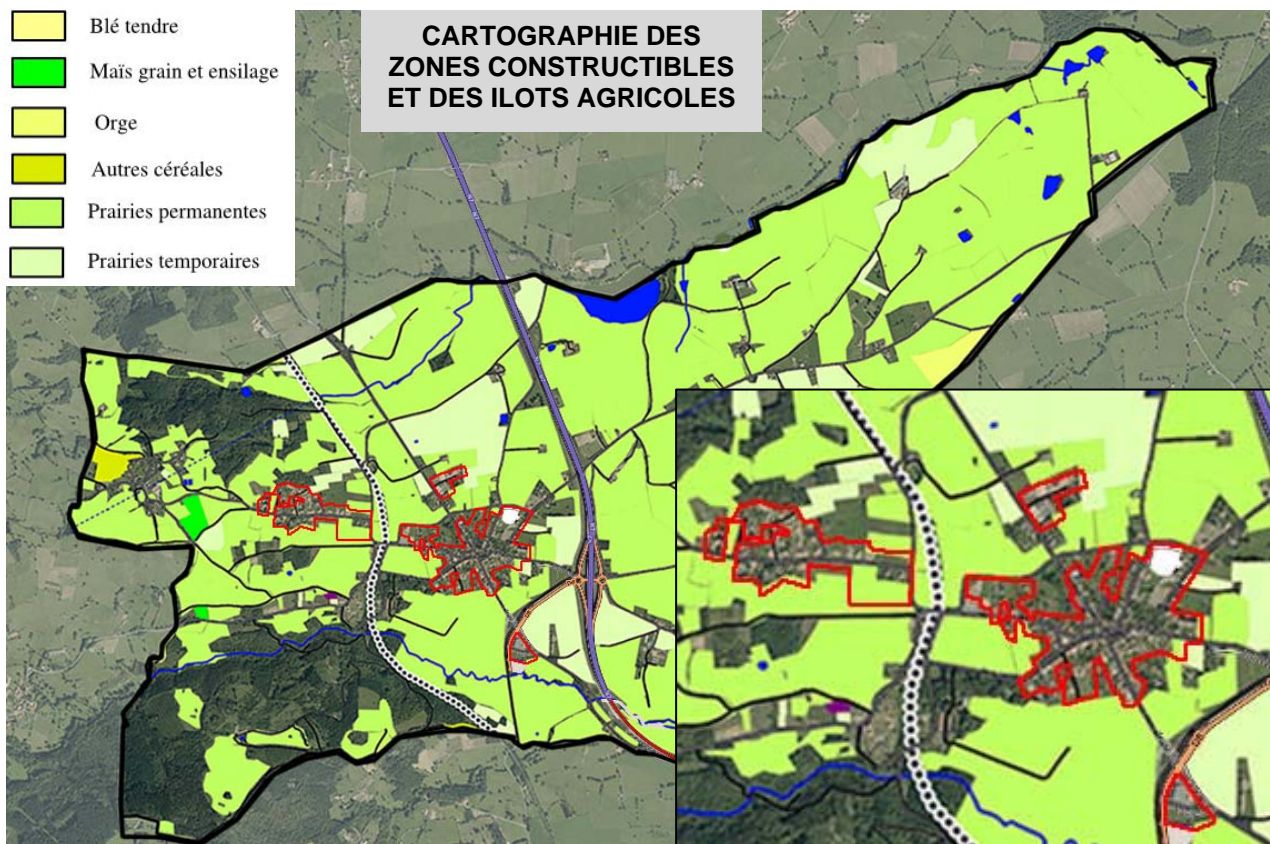 Blé tendre
Maïs grain et ensilage
Orge
Autres céréales
Prairies permanentes
Prairies temporaires
CARTOGRAPHIE DES
ZONES CONSTRUCTIBLES
ET DES ILOTS AGRICOLES